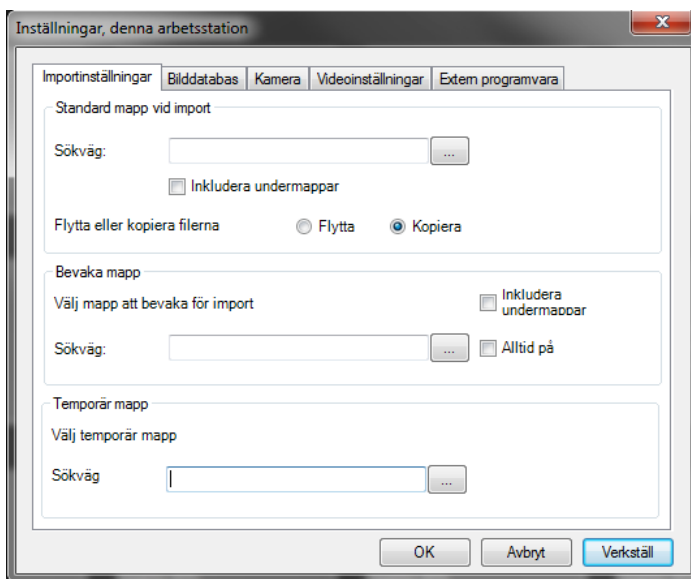 Inställningar, denna arbetsstation
Importinställningar Bilddatabas Kamera Videoinställningar Extern programvara
Standard mapp vid import
Sökväg: ...
Inkludera undermappar
Flytta eller kopiera filerna Flytta Kopiera
Bevaka mapp
Välj mapp att bevaka för import Inkludera
undermappar
Sökväg: ... Alltid på
Temporär mapp
Välj temporär mapp
Sökväg ...
OK Avbryt Verkställ